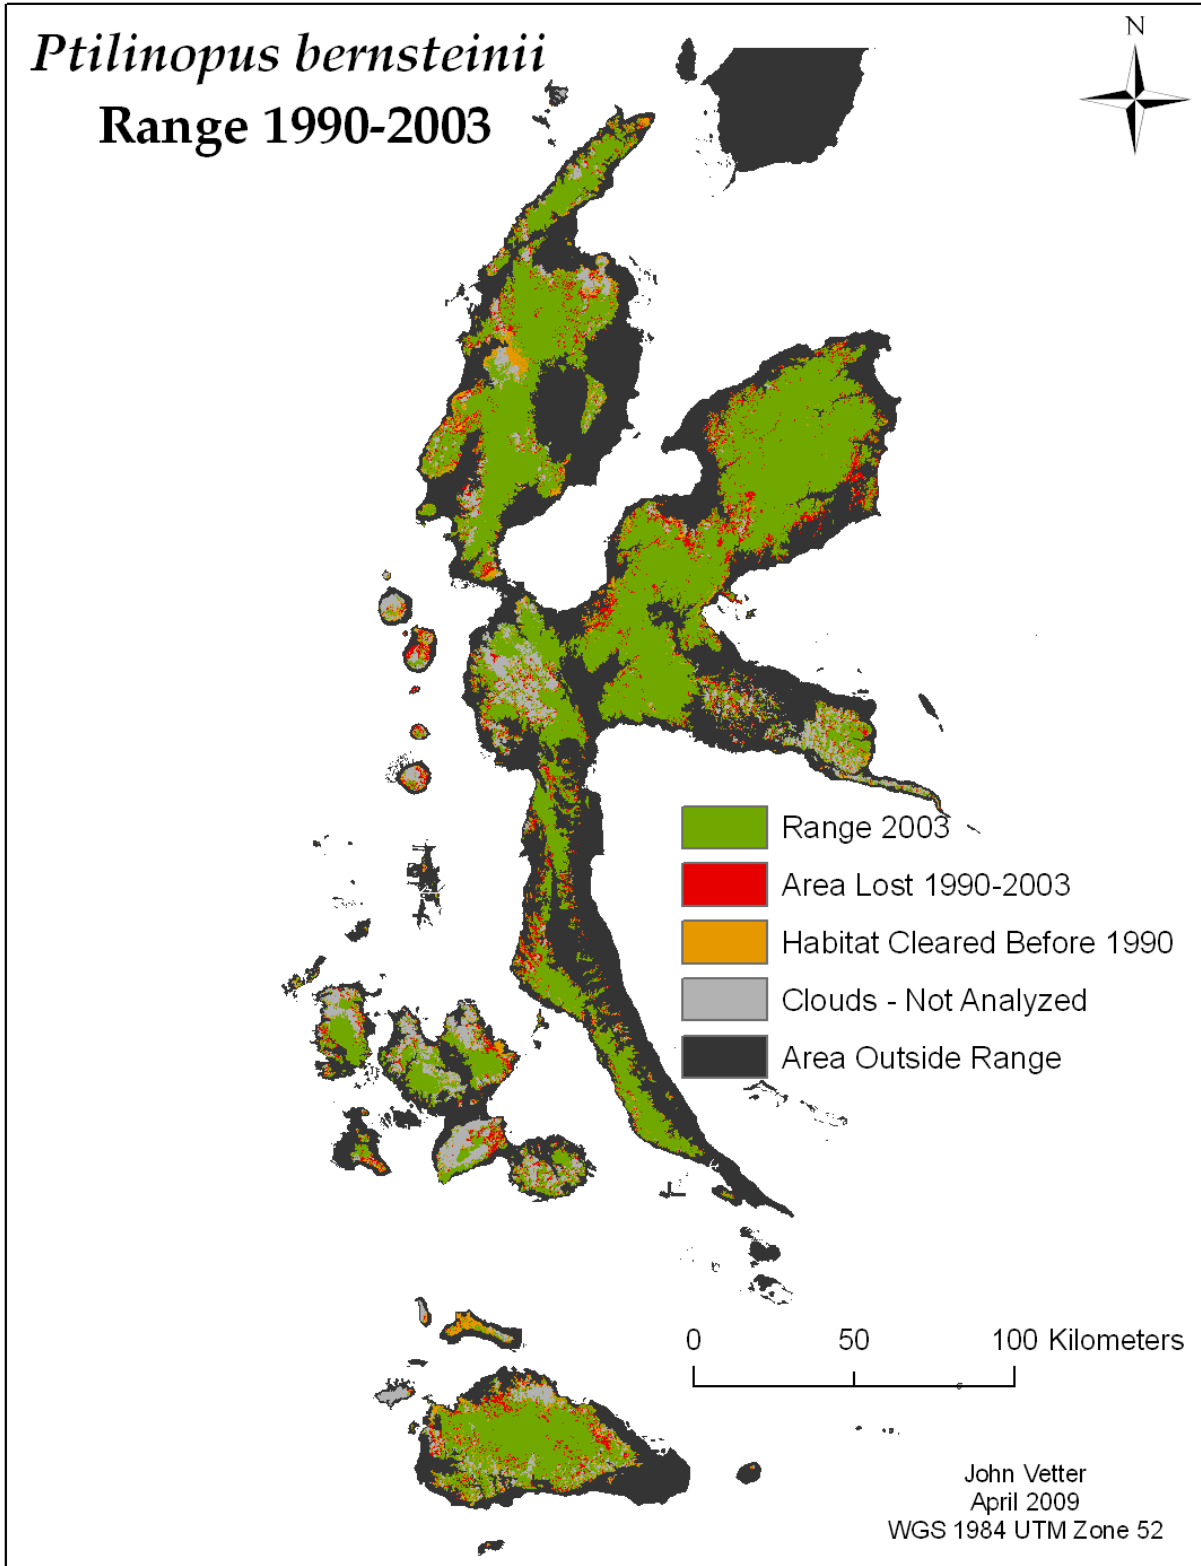 Ptilinopus bernsteinii
Range 1990-2003
N
Range 2003
Area Lost 1990-2003
Habitat Cleared Before 1990
Clouds - Not Analyzed
Area Outside Range
0 50 100 Kilometers
John Vetter
April 2009
WGS 1984 UTM Zone 52